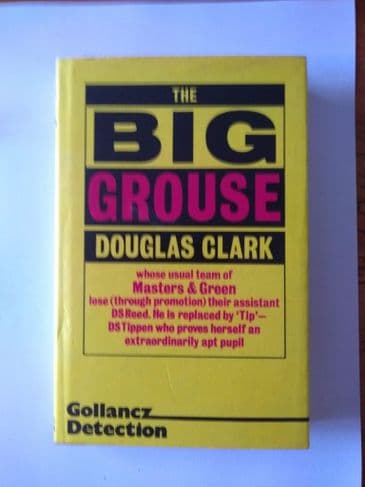 THE
BIG
GROUSE
DOUGLAS CLARK
whose usual team of
Masters & Green
lose (through promotion) their assistant
DS Reed. He is replaced by 'Tip'—
DS Tippen who proves herself an
extraordinarily apt pupil
Gollancz
Detection